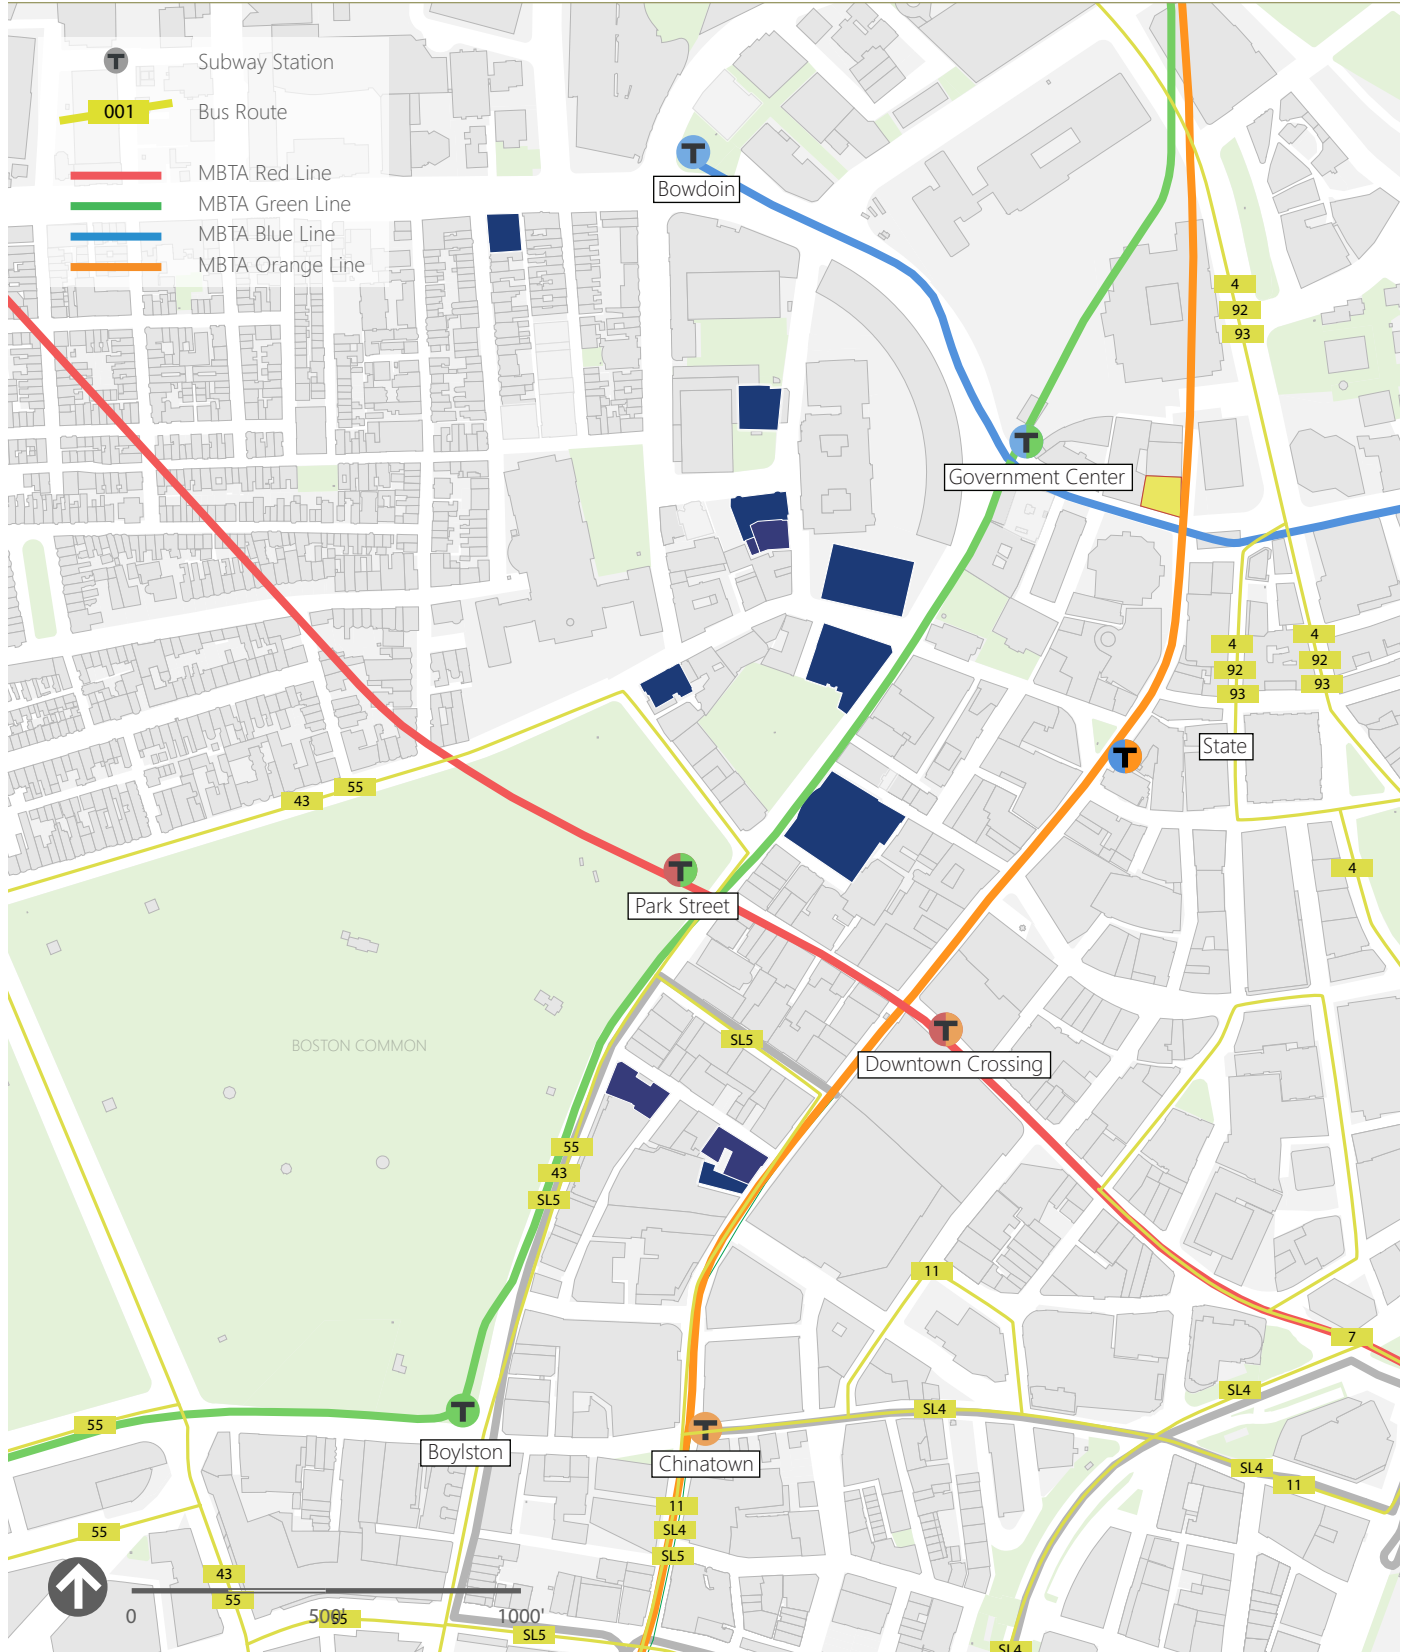 T Subway Station
001 Bus Route
MBTA Red Line
MBTA Green Line
MBTA Blue Line
MBTA Orange Line
T
Bowdoin
4
92
93
T
Government Center
4
92
93
4
92
93
T
State
55
43
4
T
Park Street
T
Downtown Crossing
SL5
BOSTON COMMON
55
43
SL5
11
7
SL4
SL4
T
Boylston
55
T
Chinatown
SL4
11
11
SL4
SL5
55
43
55
55
SL5
SL4
0
500'
1000'